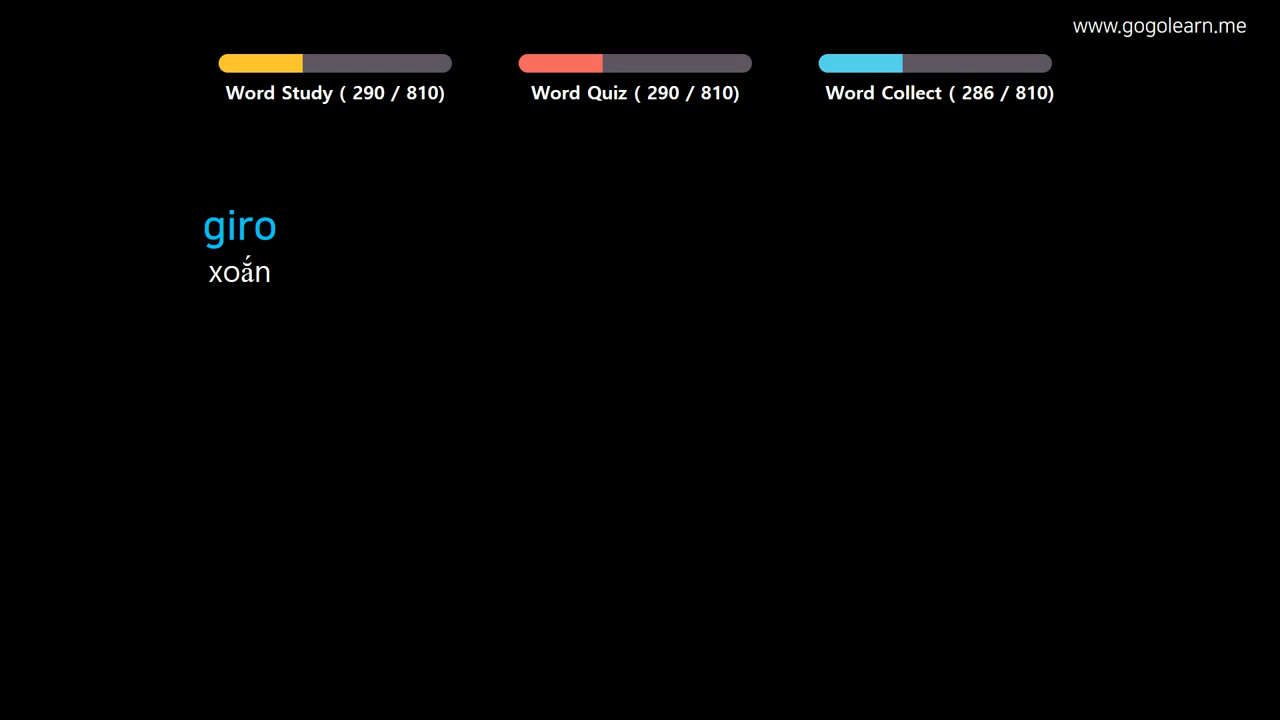 www.gogolearn.me
Word Study ( 290 / 810)
Word Quiz ( 290 / 810)
Word Collect ( 286 / 810)
giro
xoắn